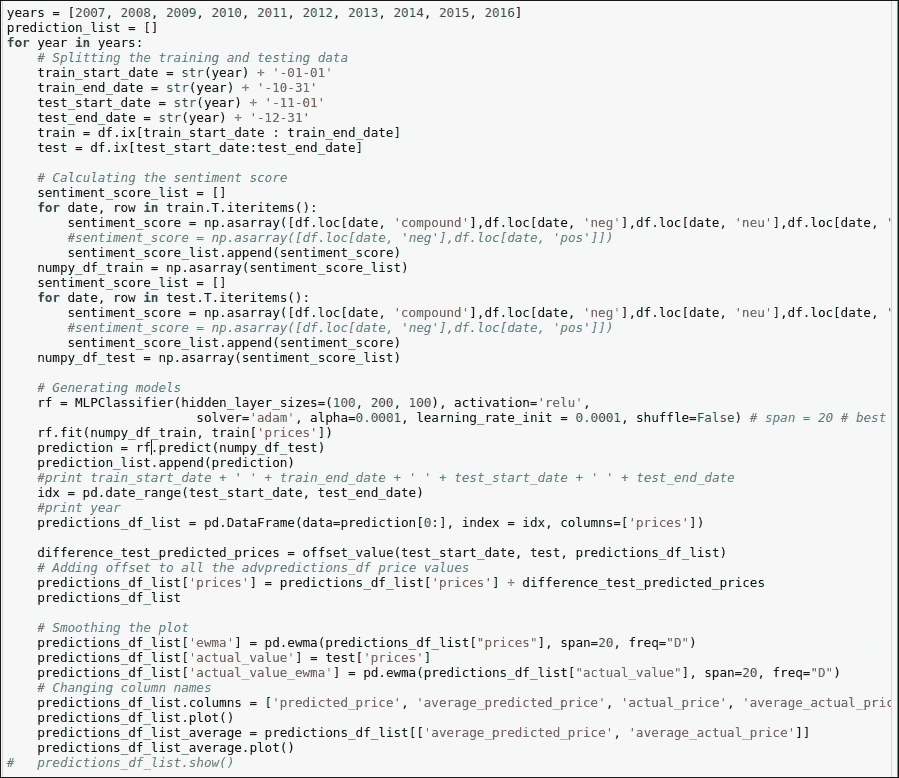 years = [2007, 2008, 2009, 2010, 2011, 2012, 2013, 2014, 2015, 2016]
prediction_list = []
for year in years:
    # Splitting the training and testing data
    train_start_date = str(year) + '-01-01'
    train_end_date = str(year) + '-10-31'
    test_start_date = str(year) + '-11-01'
    test_end_date = str(year) + '-12-31'
    train = df.ix[train_start_date : train_end_date]
    test = df.ix[test_start_date:test_end_date]
    # Calculating the sentiment score
    sentiment_score_list = []
    for date, row in train.T.iteritems():
        sentiment_score = np.asarray([df.loc[date, 'compound'],df.loc[date, 'neg'],df.loc[date, 'neu'],df.loc[date, '
        #sentiment_score = np.asarray([df.loc[date, 'neg'],df.loc[date, 'pos']])
        sentiment_score_list.append(sentiment_score)
    numpy_df_train = np.asarray(sentiment_score_list)
    sentiment_score_list = []
    for date, row in test.T.iteritems():
        sentiment_score = np.asarray([df.loc[date, 'compound'],df.loc[date, 'neg'],df.loc[date, 'neu'],df.loc[date, '
        #sentiment_score = np.asarray([df.loc[date, 'neg'],df.loc[date, 'pos']])
        sentiment_score_list.append(sentiment_score)
    numpy_df_test = np.asarray(sentiment_score_list)
    # Generating models
    rf = MLPClassifier(hidden_layer_sizes=(100, 200, 100), activation='relu',
                     solver='adam', alpha=0.0001, learning_rate_init = 0.0001, shuffle=False) # span = 20 # best
    rf.fit(numpy_df_train, train['prices'])
    prediction = rf.predict(numpy_df_test)
    prediction_list.append(prediction)
    #print train_start_date + ' ' + train_end_date + ' ' + test_start_date + ' ' + test_end_date
    idx = pd.date_range(test_start_date, test_end_date)
    #print year
    predictions_df_list = pd.DataFrame(data=prediction[0:], index = idx, columns=['prices'])
    difference_test_predicted_prices = offset_value(test_start_date, test, predictions_df_list)
    # Adding offset to all the advpredictions_df price values
    predictions_df_list['prices'] = predictions_df_list['prices'] + difference_test_predicted_prices
    predictions_df_list
    # Smoothing the plot
    predictions_df_list['ewma'] = pd.ewma(predictions_df_list["prices"], span=20, freq="D")
    predictions_df_list['actual_value'] = test['prices']
    predictions_df_list['actual_value_ewma'] = pd.ewma(predictions_df_list["actual_value"], span=20, freq="D")
    # Changing column names
    predictions_df_list.columns = ['predicted_price', 'average_predicted_price', 'actual_price', 'average_actual_pric
    predictions_df_list.plot()
    predictions_df_list_average = predictions_df_list[['average_predicted_price', 'average_actual_price']]
    predictions_df_list_average.plot()
#   predictions_df_list.show()